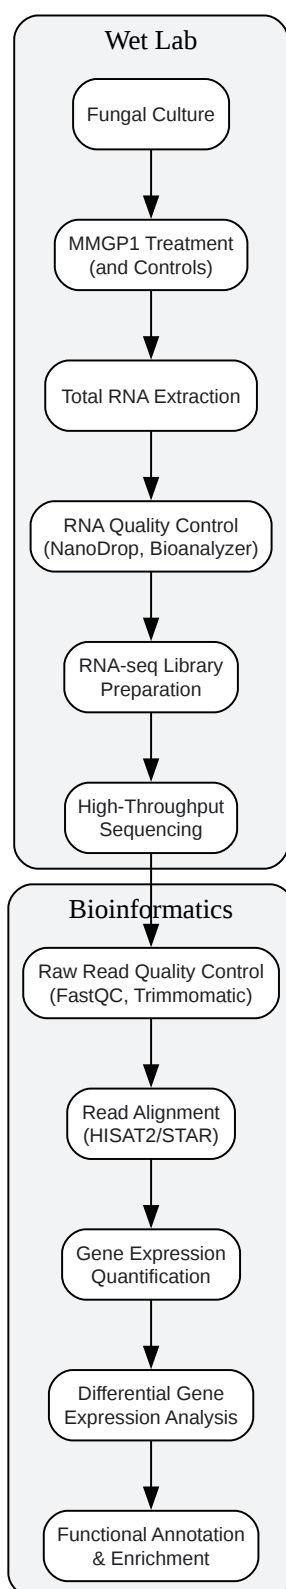 Wet Lab
Fungal Culture
MMGP1 Treatment
(and Controls)
Total RNA Extraction
RNA Quality Control
(NanoDrop, Bioanalyzer)
RNA-seq Library
Preparation
High-Throughput
Sequencing
Bioinformatics
Raw Read Quality Control
(FastQC, Trimmomatic)
Read Alignment
(HISAT2/STAR)
Gene Expression
Quantification
Differential Gene
Expression Analysis
Functional Annotation
& Enrichment